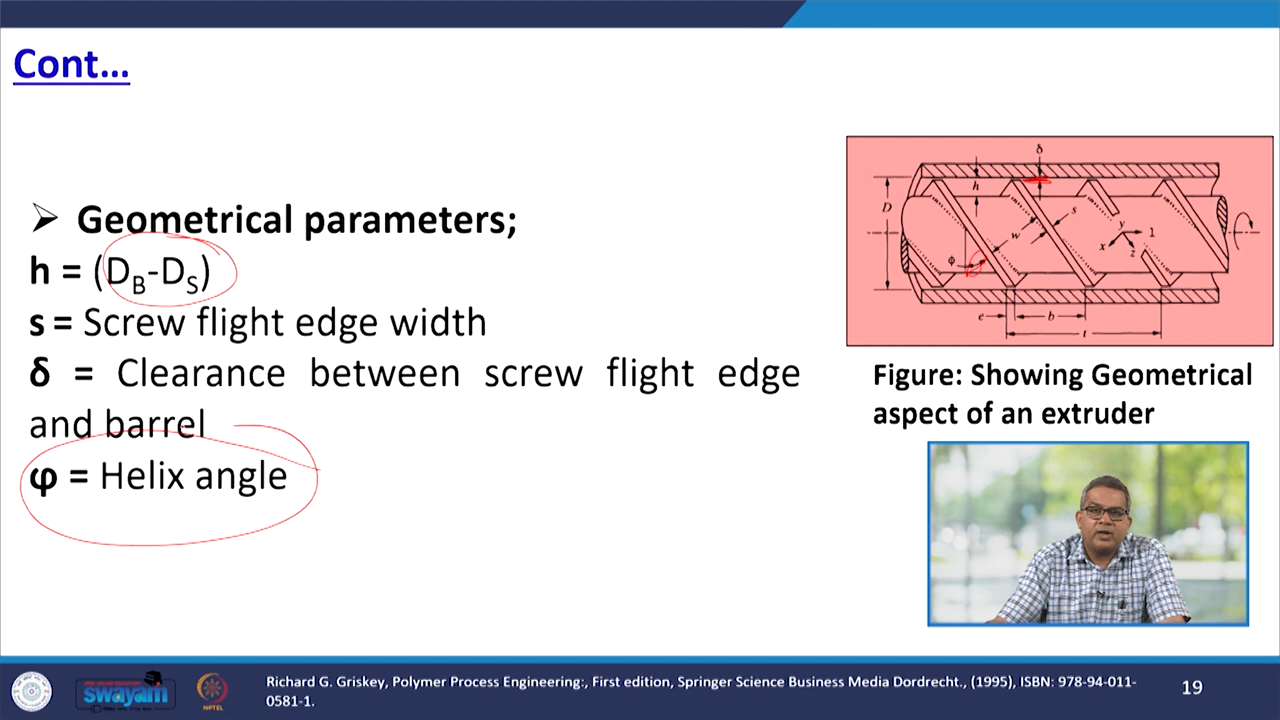 Cont...
➢ Geometrical parameters;
h = (D_B-D_S)
s = Screw flight edge width
δ = Clearance between screw flight edge
and barrel
φ = Helix angle
δ
h
D
s
w
y
1
x
z
ϕ
e
b
t
Figure: Showing Geometrical
aspect of an extruder
swayam
NPTEL
Richard G. Griskey, Polymer Process Engineering:, First edition, Springer Science Business Media Dordrecht., (1995), ISBN: 978-94-011-
0581-1.
19